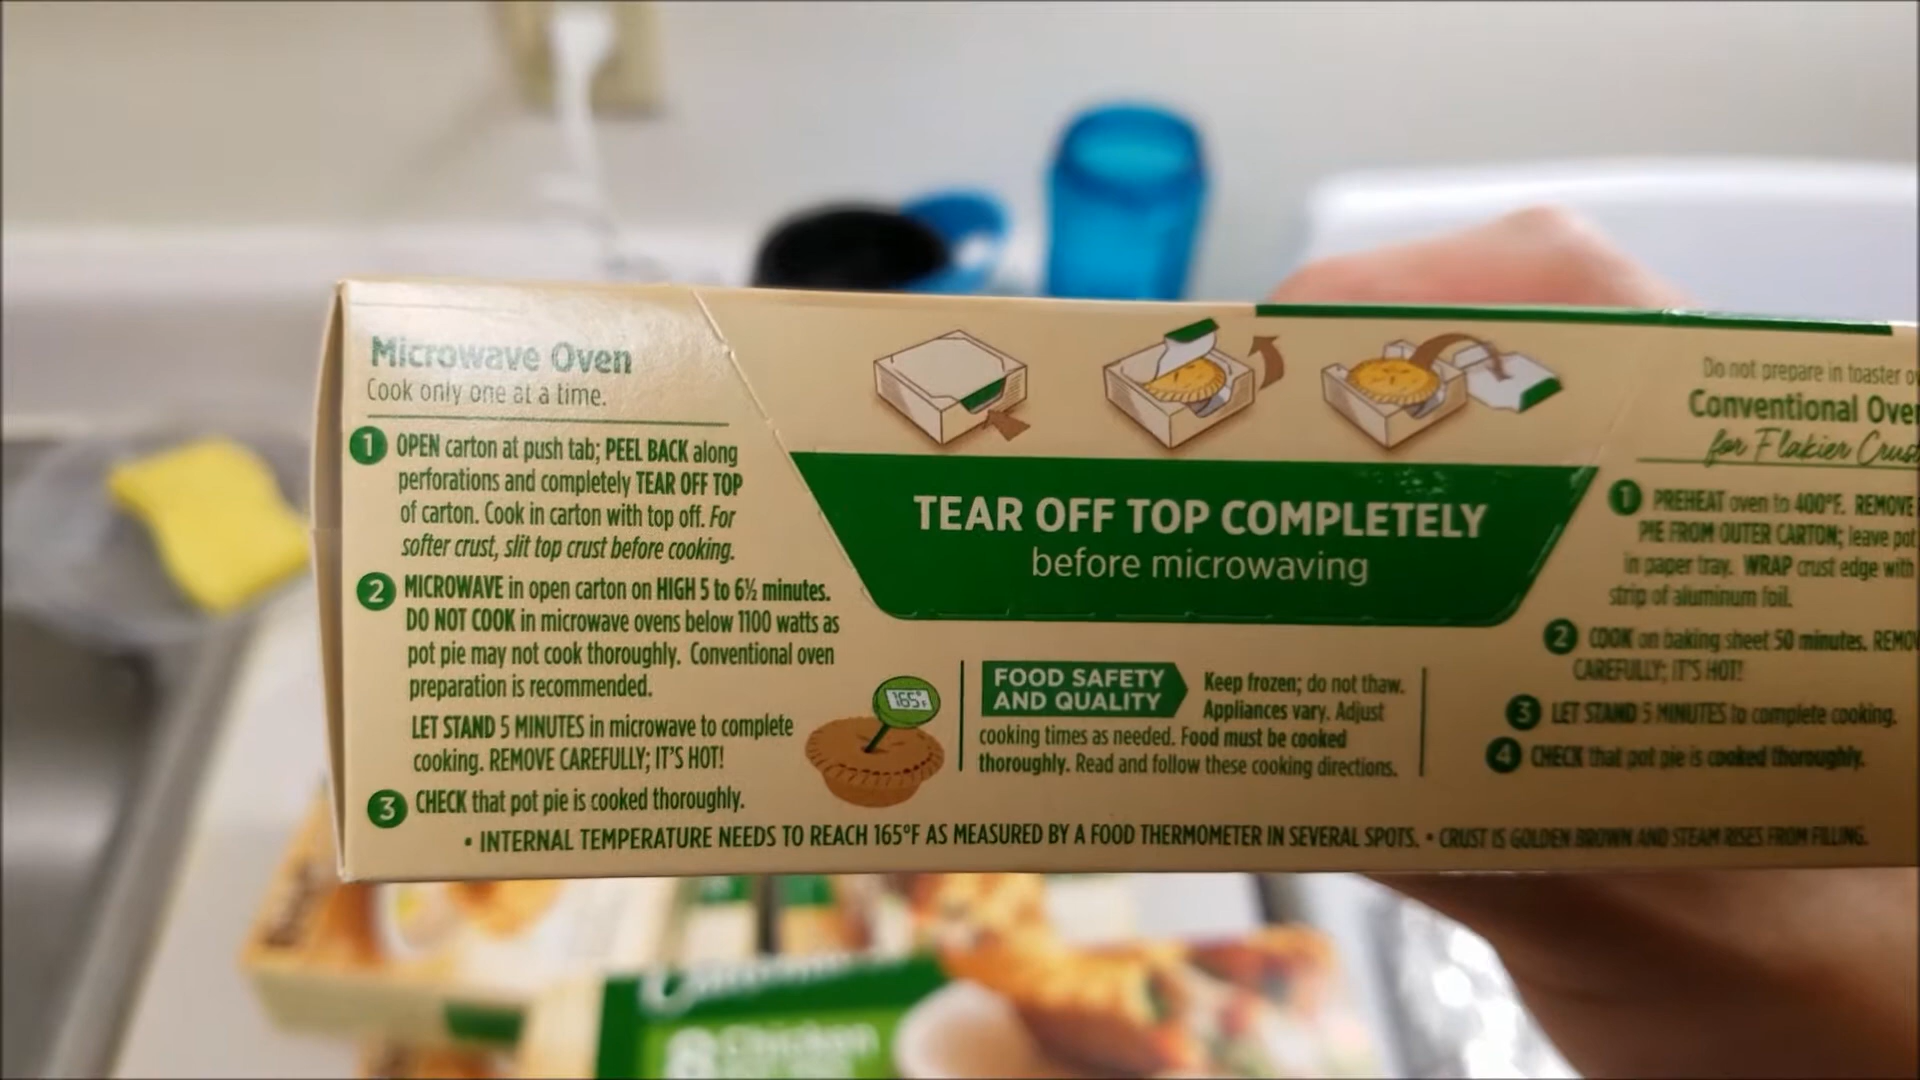 Microwave Oven
Cook only one at a time.
1 OPEN carton at push tab; PEEL BACK along
perforations and completely TEAR OFF TOP
of carton. Cook in carton with top off. For
softer crust, slit top crust before cooking.
2 MICROWAVE in open carton on HIGH 5 to 6½ minutes.
DO NOT COOK in microwave ovens below 1100 watts as
pot pie may not cook thoroughly. Conventional oven
preparation is recommended.
LET STAND 5 MINUTES in microwave to complete
cooking. REMOVE CAREFULLY; IT'S HOT!
3 CHECK that pot pie is cooked thoroughly.
165°F
TEAR OFF TOP COMPLETELY
before microwaving
FOOD SAFETY
AND QUALITY
Keep frozen; do not thaw.
Appliances vary. Adjust
cooking times as needed. Food must be cooked
thoroughly. Read and follow these cooking directions.
Do not prepare in toaster
Conventional
for Flakier Crust
1 PREHEAT oven to 400°F. REMOVE
PIE FROM OUTER CARTON; leave pot
in paper tray. WRAP crust edge with
strip of aluminum foil.
2 COOK on baking sheet 50 minutes.
CAREFULLY; IT'S HOT!
3 LET STAND 5 MINUTES to complete cooking.
4 CHECK that pot pie is cooked thoroughly.
• INTERNAL TEMPERATURE NEEDS TO REACH 165°F AS MEASURED BY A FOOD THERMOMETER IN SEVERAL SPOTS. • CRUST IS GOLDEN BROWN AND STEAM RISES FROM FILLING.
Chicken